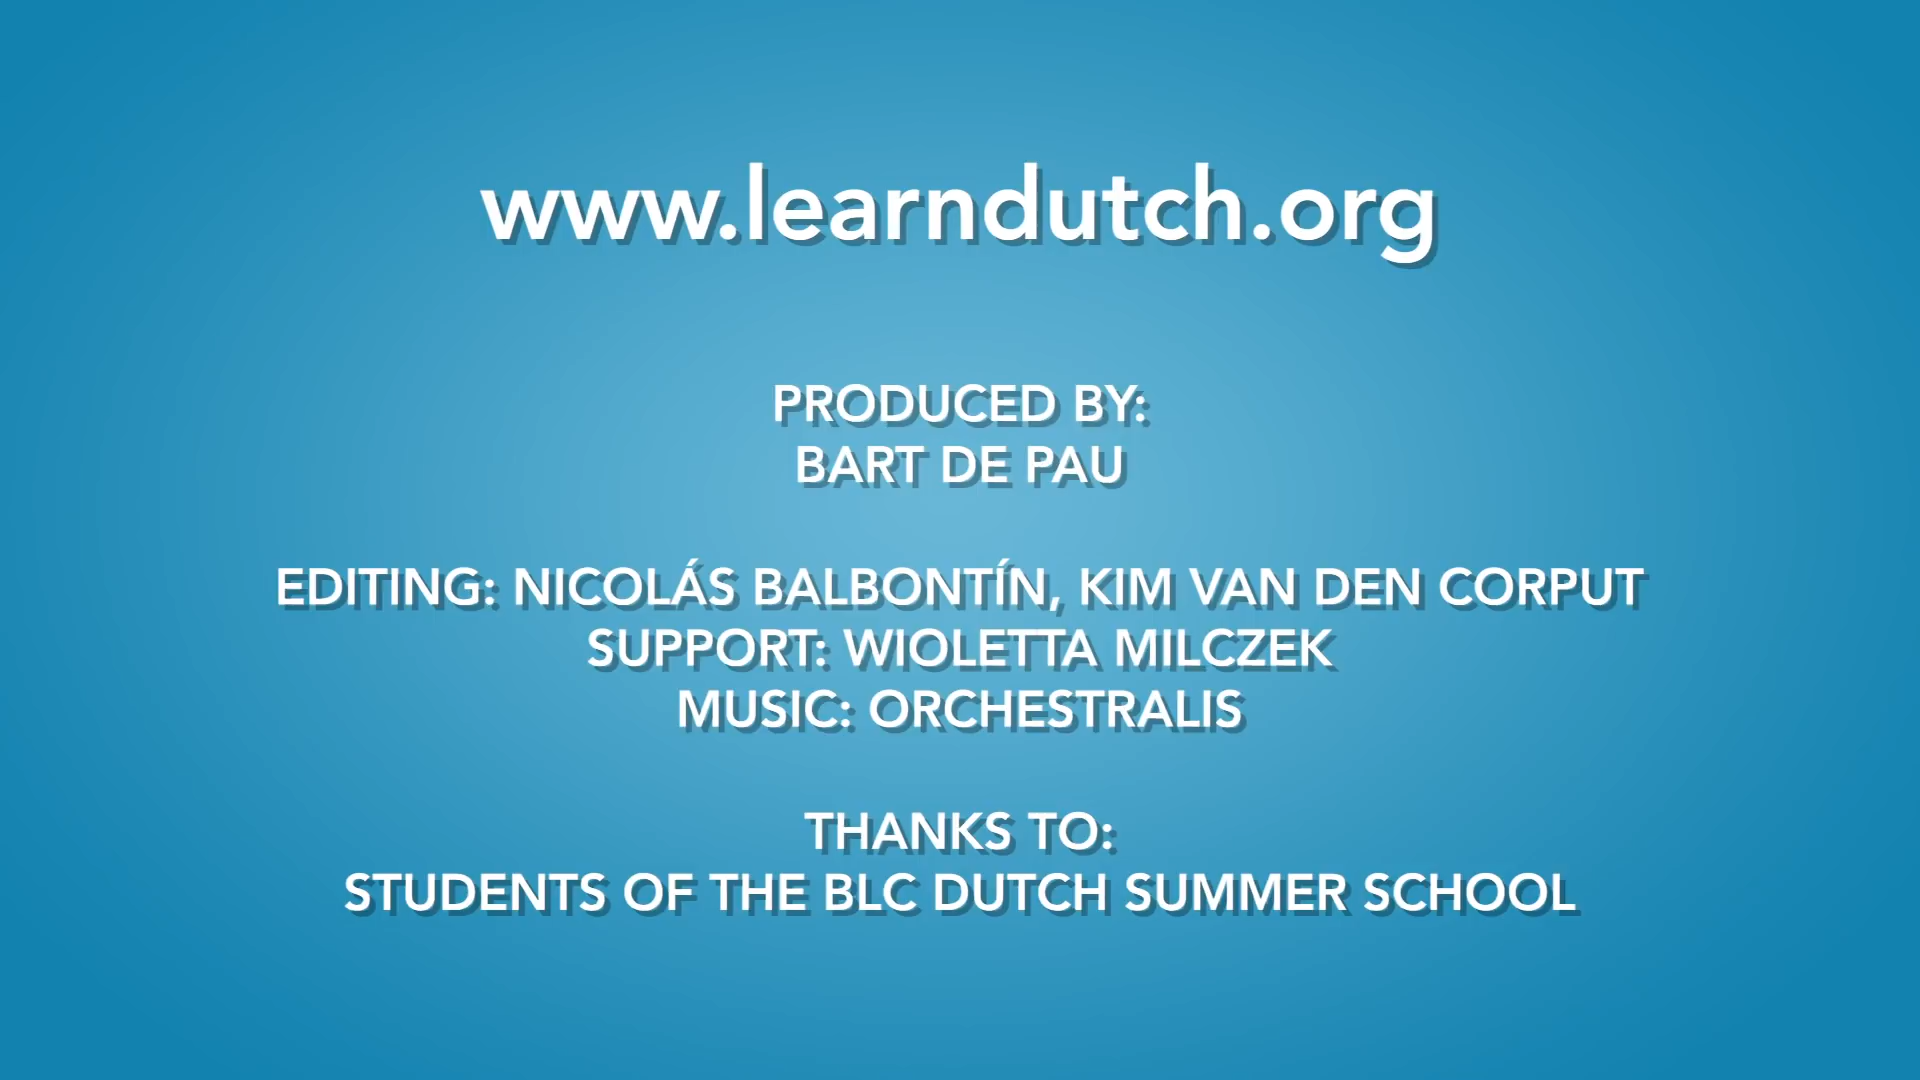 www.learndutch.org
PRODUCED BY:
BART DE PAU
EDITING: NICOLÁS BALBONTÍN, KIM VAN DEN CORPUT
SUPPORT: WIOLETTA MILCZEK
MUSIC: ORCHESTRALIS
THANKS TO:
STUDENTS OF THE BLC DUTCH SUMMER SCHOOL